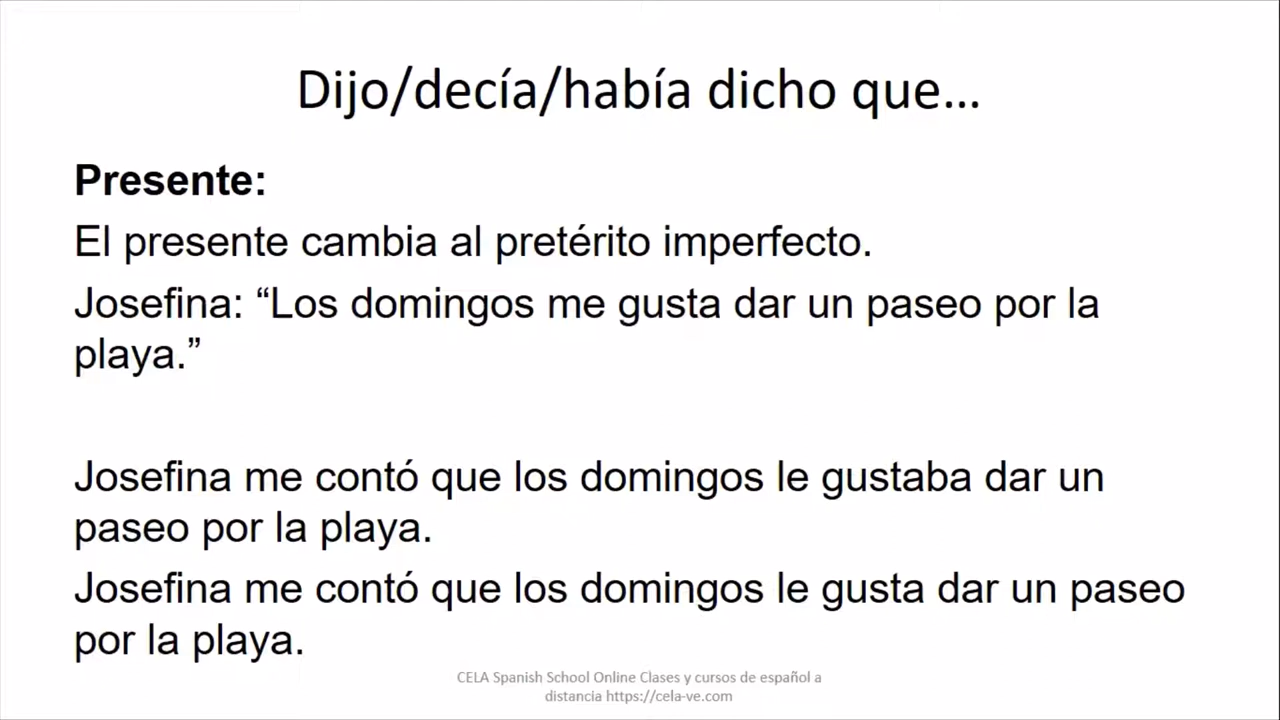 Dijo/decía/había dicho que...
Presente:
El presente cambia al pretérito imperfecto.
Josefina: “Los domingos me gusta dar un paseo por la
playa.”
Josefina me contó que los domingos le gustaba dar un
paseo por la playa.
Josefina me contó que los domingos le gusta dar un paseo
por la playa.
CELA Spanish School Online Clases y cursos de español a
distancia https://cela-ve.com